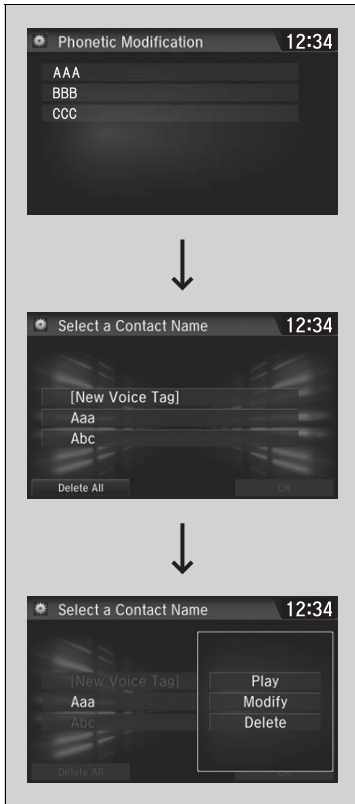 Phonetic Modification 12:34
AAA
BBB
CCC
Select a Contact Name 12:34
[New Voice Tag]
Aaa
Abc
Delete All OK
Select a Contact Name 12:34
[New Voice Tag]
Aaa
Abc
Play
Modify
Delete
Delete All OK